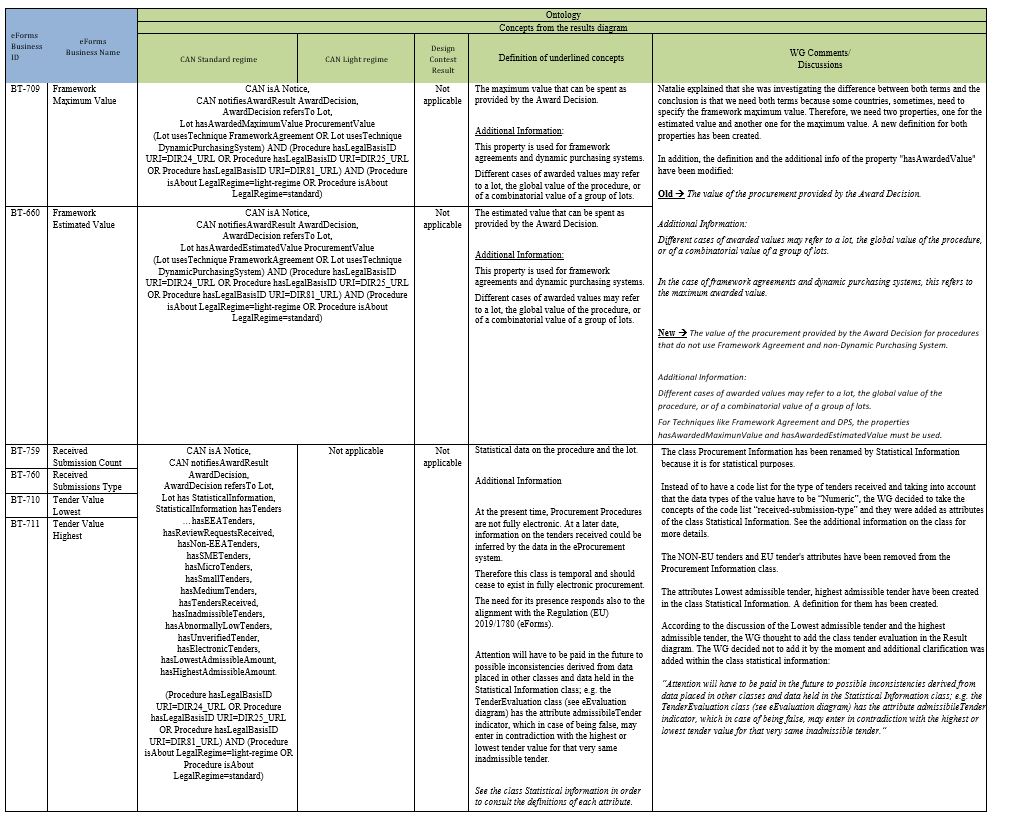 Ontology
Concepts from the results diagram
eForms
Business
ID
eForms
Business Name
CAN Standard regime
CAN Light regime
Design
Contest
Result
Definition of underlined concepts
WG Comments/
Discussions
BT-709
Framework
Maximum Value
CAN isA Notice,
CAN notifiesAwardResult AwardDecision,
AwardDecision refersTo Lot,
Lot hasAwardedMaximumValue ProcurementValue
(Lot usesTechnique FrameworkAgreement OR Lot usesTechnique
DynamicPurchasingSystem) AND (Procedure hasLegalBasisID
URI=DIR24_URL OR Procedure hasLegalBasisID URI=DIR25_URL
OR Procedure hasLegalBasisID URI=DIR81_URL) AND (Procedure
isAbout LegalRegime=light-regime OR Procedure isAbout
LegalRegime=standard)
Not
applicable
The maximum value that can be spent as
provided by the Award Decision.
Additional Information:
This property is used for framework
agreements and dynamic purchasing systems.
Different cases of awarded values may refer
to a lot, the global value of the procedure, or
of a combinatorial value of a group of lots.
Natalie explained that she was investigating the difference between both terms and the
conclusion is that we need both terms because some countries, sometimes, need to
specify the framework maximum value. Therefore, we need two properties, one for the
estimated value and another one for the maximum value. A new definition for both
properties has been created.
In addition, the definition and the additional info of the property "hasAwardedValue"
have been modified:
Old → The value of the procurement provided by the Award Decision.
Additional Information:
Different cases of awarded values may refer to a lot, the global value of the procedure,
or of a combinatorial value of a group of lots.
In the case of framework agreements and dynamic purchasing systems, this refers to
the maximum awarded value.
New → The value of the procurement provided by the Award Decision for procedures
that do not use Framework Agreement and non-Dynamic Purchasing System.
Additional Information:
Different cases of awarded values may refer to a lot, the global value of the
procedure, or of a combinatorial value of a group of lots.
For Techniques like Framework Agreement and DPS, the properties
hasAwardedMaximunValue and hasAwardedEstimatedValue must be used.
BT-660
Framework
Estimated Value
CAN isA Notice,
CAN notifiesAwardResult AwardDecision,
AwardDecision refersTo Lot,
Lot hasAwardedEstimatedValue ProcurementValue
(Lot usesTechnique FrameworkAgreement OR Lot usesTechnique
DynamicPurchasingSystem) AND (Procedure hasLegalBasisID
URI=DIR24_URL OR Procedure hasLegalBasisID URI=DIR25_URL
OR Procedure hasLegalBasisID URI=DIR81_URL) AND (Procedure
isAbout LegalRegime=light-regime OR Procedure isAbout
LegalRegime=standard)
Not
applicable
The estimated value that can be spent as
provided by the Award Decision.
Additional Information:
This property is used for framework
agreements and dynamic purchasing systems.
Different cases of awarded values may refer
to a lot, the global value of the procedure, or
of a combinatorial value of a group of lots.
BT-759
Received
Submission Count
BT-760
Received
Submissions Type
BT-710
Tender Value
Lowest
BT-711
Tender Value
Highest
CAN isA Notice,
CAN notifiesAwardResult
AwardDecision,
AwardDecision refersTo Lot,
Lot has StatisticalInformation,
StatisticalInformation hasTenders
…hasEEATenders,
hasReviewRequestsReceived,
hasNon-EEATenders,
hasSMETenders,
hasMicroTenders,
hasSmallTenders,
hasMediumTenders,
hasTendersReceived,
hasInadmissibleTenders,
hasAbnormallyLowTenders,
hasUnverifiedTender,
hasElectronicTenders,
hasLowestAdmissibleAmount,
hasHighestAdmissibleAmount.
(Procedure hasLegalBasisID
URI=DIR24_URL OR Procedure
hasLegalBasisID URI=DIR25_URL
OR Procedure hasLegalBasisID
URI=DIR81_URL) AND (Procedure
isAbout LegalRegime=light-regime OR
Procedure isAbout
LegalRegime=standard)
Not applicable
Not
applicable
Statistical data on the procedure and the lot.
Additional Information
At the present time, Procurement Procedures
are not fully electronic. At a later date,
information on the tenders received could be
inferred by the data in the eProcurement
system.
Therefore this class is temporal and should
cease to exist in fully electronic procurement.
The need for its presence responds also to the
alignment with the Regulation (EU)
2019/1780 (eForms).
Attention will have to be paid in the future to
possible inconsistencies derived from data
placed in other classes and data held in the
Statistical Information class; e.g. the
TenderEvaluation class (see eEvaluation
diagram) has the attribute admissibileTender
indicator, which in case of being false, may
enter in contradiction with the highest or
lowest tender value for that very same
inadmissible tender.
See the class Statistical information in order
to consult the definitions of each attribute.
The class Procurement Information has been renamed by Statistical Information
because it is for statistical purposes.
Instead of to have a code list for the type of tenders received and taking into account
that the data types of the value have to be "Numeric", the WG decided to take the
concepts of the code list "received-submission-type" and they were added as attributes
of the class Statistical Information. See the additional information on the class for
more details.
The NON-EU tenders and EU tender's attributes have been removed from the
Procurement Information class.
The attributes Lowest admissible tender, highest admissible tender have been created
in the class Statistical Information. A definition for them has been created.
According to the discussion of the Lowest admissible tender and the highest
admissible tender, the WG thought to add the class tender evaluation in the Result
diagram. The WG decided not to add it by the moment and additional clarification was
added within the class statistical information:
"Attention will have to be paid in the future to possible inconsistencies derived from
data placed in other classes and data held in the Statistical Information class; e.g. the
TenderEvaluation class (see eEvaluation diagram) has the attribute admissibileTender
indicator, which in case of being false, may enter in contradiction with the highest or
lowest tender value for that very same inadmissible tender."